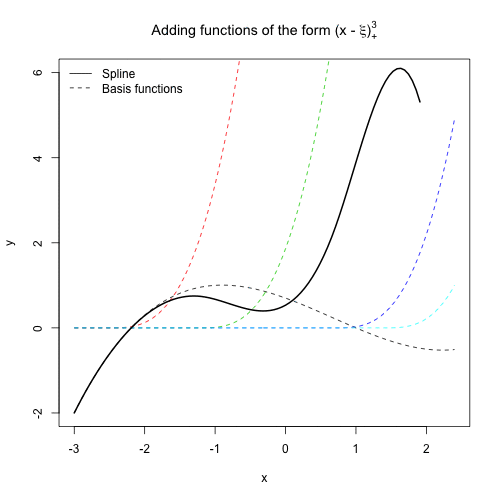 Adding functions of the form (x - ξ)³₊
Spline
Basis functions
y
6
4
2
0
-2
-3 -2 -1 0 1 2
x